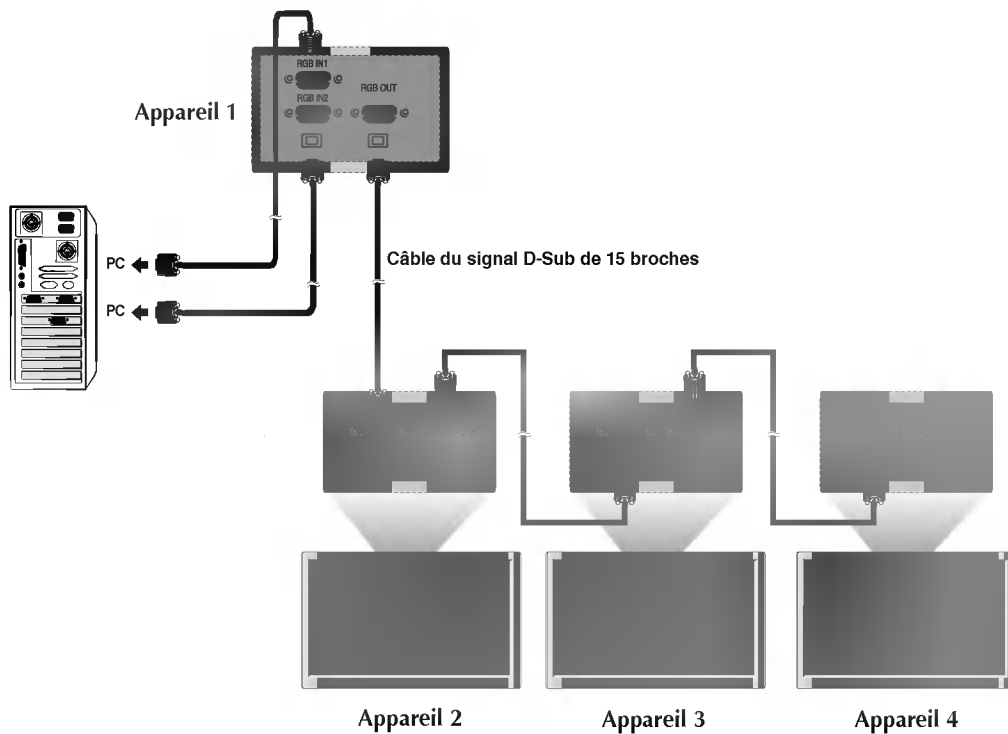 RGB IN1
RGB OUT
RGB IN2
Appareil 1
PC
Câble du signal D-Sub de 15 broches
PC
Appareil 2
Appareil 3
Appareil 4